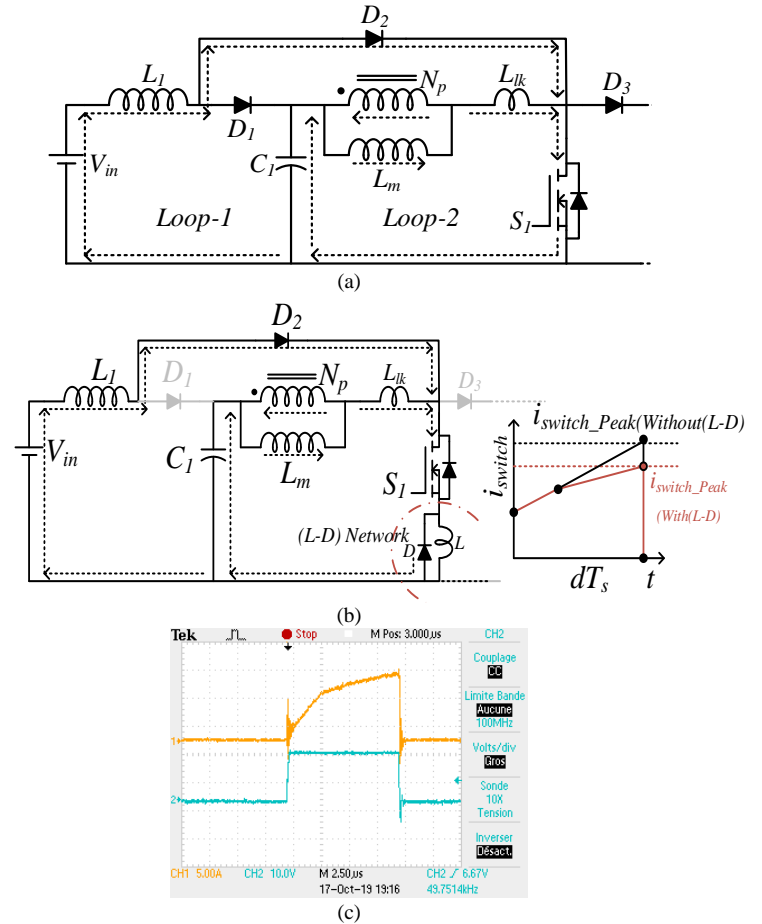 D2
L1
Np
Llk
D3
D1
Vin
C1
Lm
S1
Loop-1
Loop-2
(a)
D2
L1
D1
Np
Llk
D3
Vin
C1
Lm
S1
(L-D) Network
D
L
iswitch_Peak(Without(L-D)
iswitch
iswitch_Peak
(With(L-D)
dTs
t
(b)
Tek
Stop
M Pos: 3.000µs
CH2
Couplage
CC
Limite Bande
Aucune
100MHz
Volts/div
Gros
Sonde
10X
Tension
Inverser
Désact.
1
2
CH1 5.00A
CH2 10.0V
M 2.50µs
CH2 / 6.67V
17-Oct-19 19:16
49.7514kHz
(c)